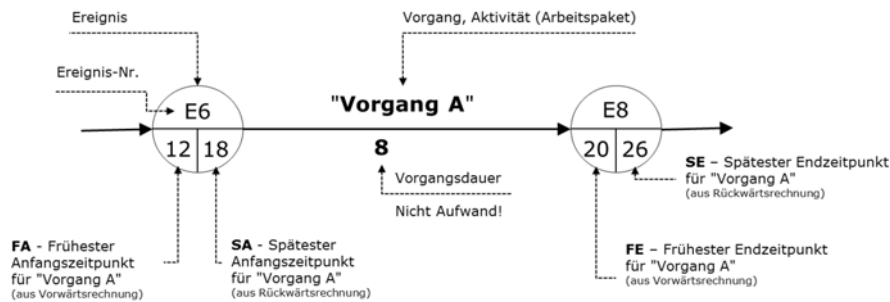 Ereignis
Vorgang, Aktivität (Arbeitspaket)
Ereignis-Nr.
E6
"Vorgang A"
E8
12
18
8
20
26
Vorgangsdauer
Nicht Aufwand!
SE – Spätester Endzeitpunkt
für "Vorgang A"
(aus Rückwärtsrechnung)
FA - Frühester
Anfangszeitpunkt
für "Vorgang A"
(aus Vorwärtsrechnung)
SA - Spätester
Anfangszeitpunkt
für "Vorgang A"
(aus Rückwärtsrechnung)
FE – Frühester Endzeitpunkt
für "Vorgang A"
(aus Vorwärtsrechnung)